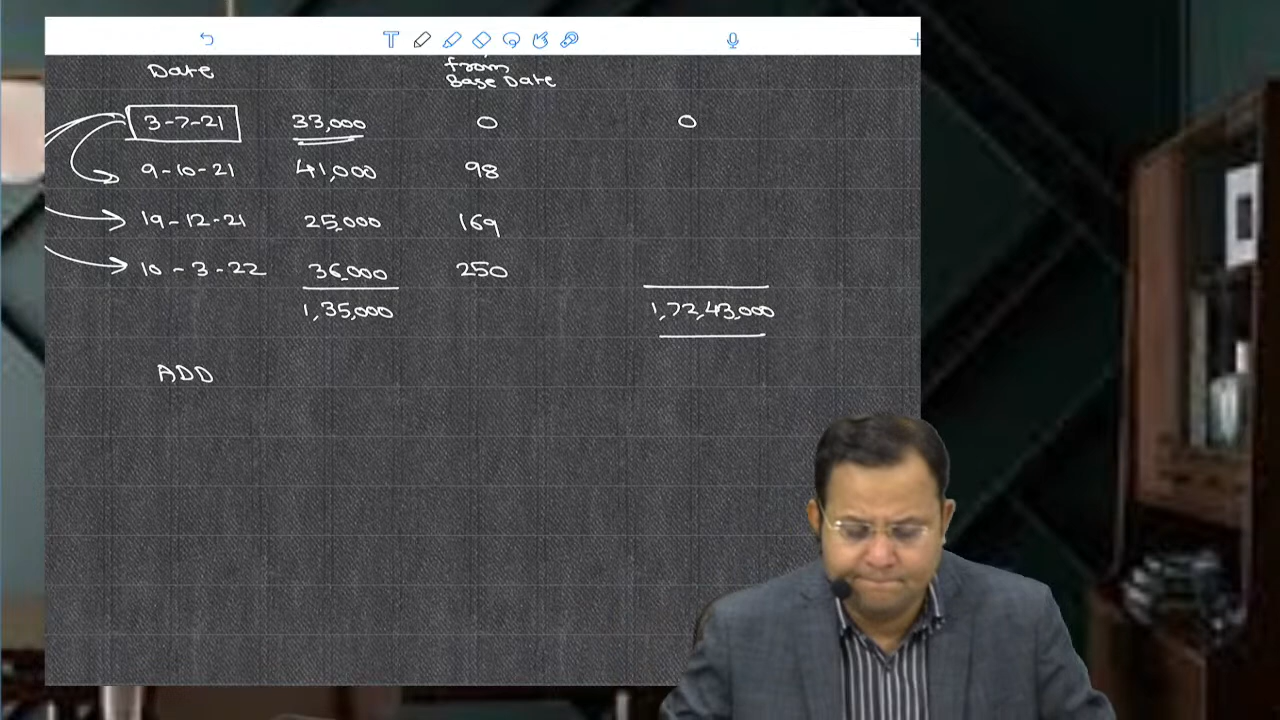 Date from
Base Date
3-7-21 33,000 0 0
9-10-21 41,000 98
19-12-21 25,000 169
10-3-22 36,000 250
1,35,000 1,72,43,000
ADD